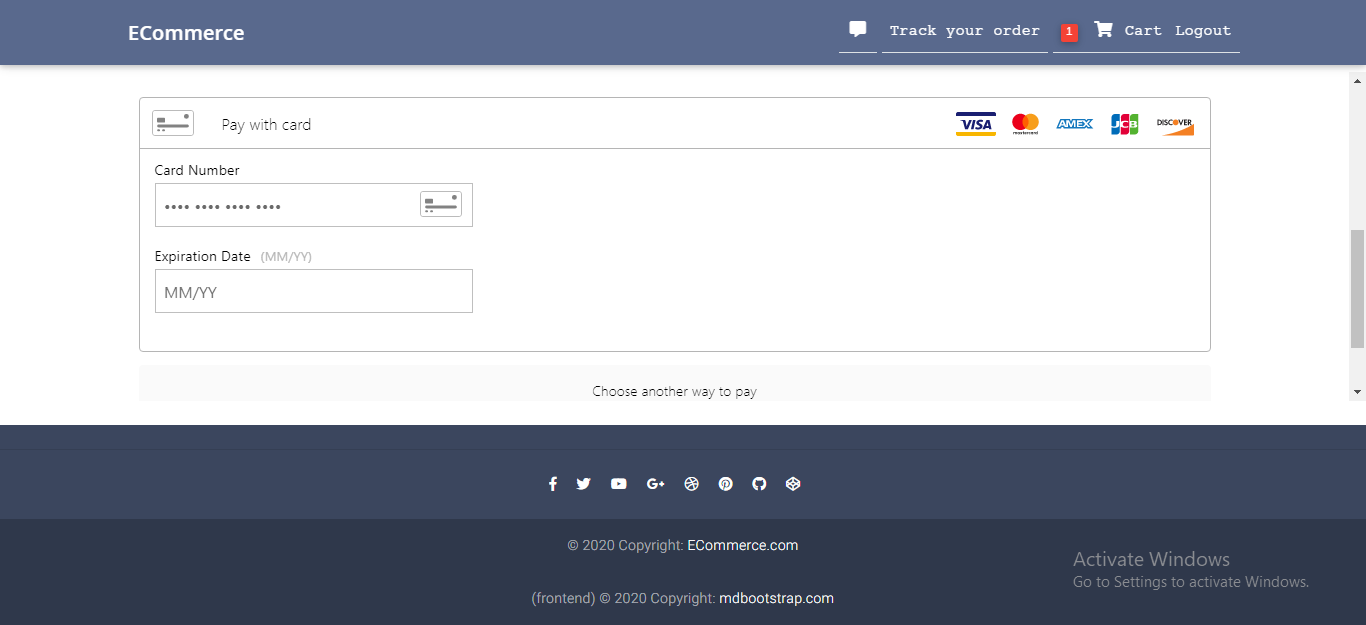 ECommerce
Track your order
1
Cart
Logout
Pay with card
VISA
mastercard
AMEX
JCB
DISCOVER
Card Number
•••• •••• •••• ••••
Expiration Date (MM/YY)
MM/YY
Choose another way to pay
© 2020 Copyright: ECommerce.com
(frontend) © 2020 Copyright: mdbootstrap.com
Activate Windows
Go to Settings to activate Windows.